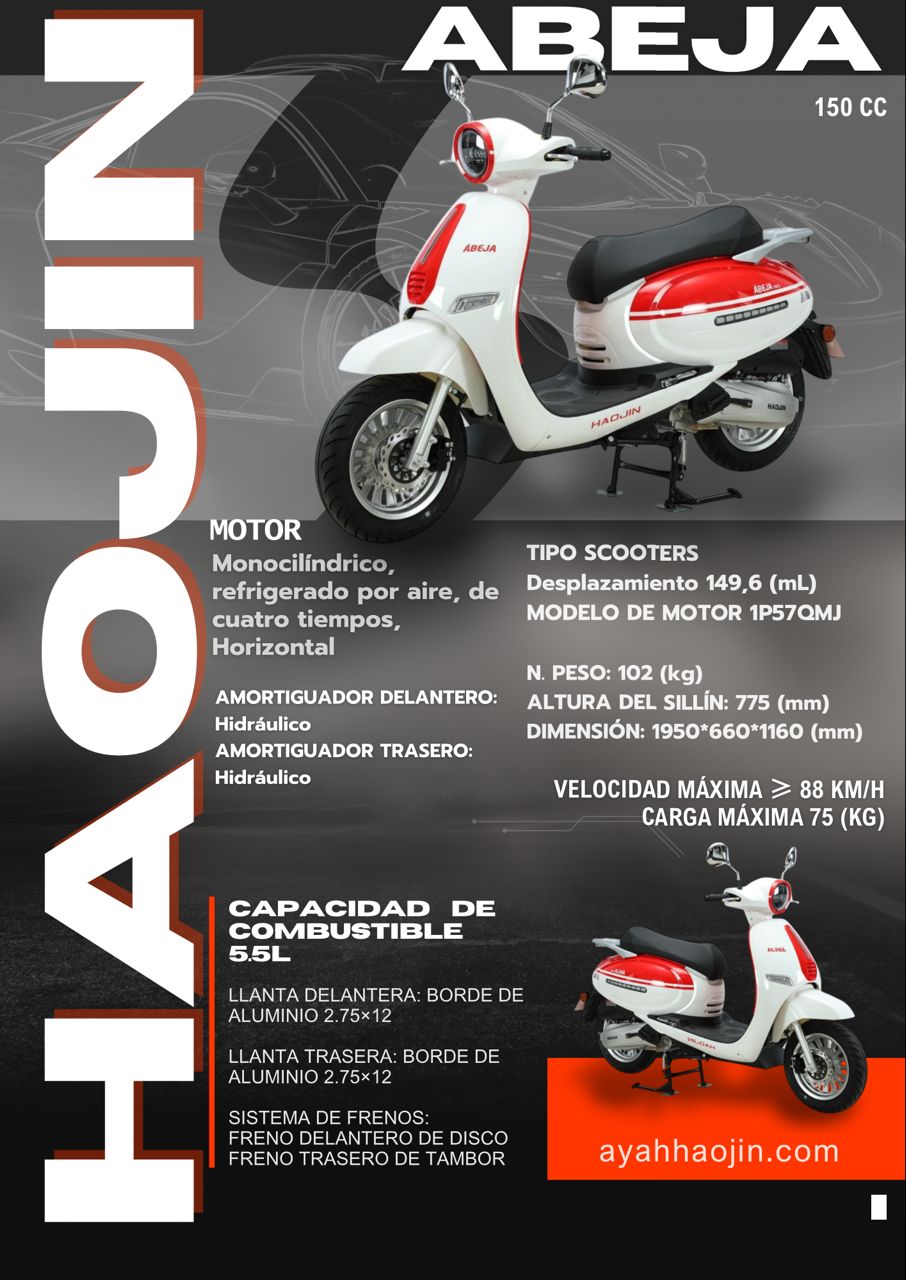 HAOJIN
ABEJA
150 CC
ABEJA
ABEJA
HAOJIN
HAOJIN
MOTOR
Monocilíndrico,
refrigerado por aire, de
cuatro tiempos,
Horizontal
AMORTIGUADOR DELANTERO:
Hidráulico
AMORTIGUADOR TRASERO:
Hidráulico
TIPO SCOOTERS
Desplazamiento 149,6 (mL)
MODELO DE MOTOR 1P57QMJ
N. PESO: 102 (kg)
ALTURA DEL SILLÍN: 775 (mm)
DIMENSIÓN: 1950*660*1160 (mm)
VELOCIDAD MÁXIMA ⩾ 88 KM/H
CARGA MÁXIMA 75 (KG)
CAPACIDAD DE
COMBUSTIBLE
5.5L
LLANTA DELANTERA: BORDE DE
ALUMINIO 2.75×12
LLANTA TRASERA: BORDE DE
ALUMINIO 2.75×12
SISTEMA DE FRENOS:
FRENO DELANTERO DE DISCO
FRENO TRASERO DE TAMBOR
ayahhaojin.com